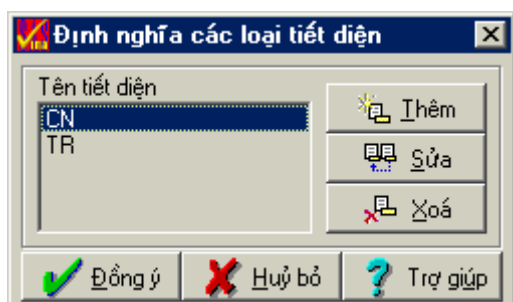 Định nghĩa các loại tiết diện
Tên tiết diện
CN
TR
Thêm
Sửa
Xoá
Đồng ý
Huỷ bỏ
Trợ giúp